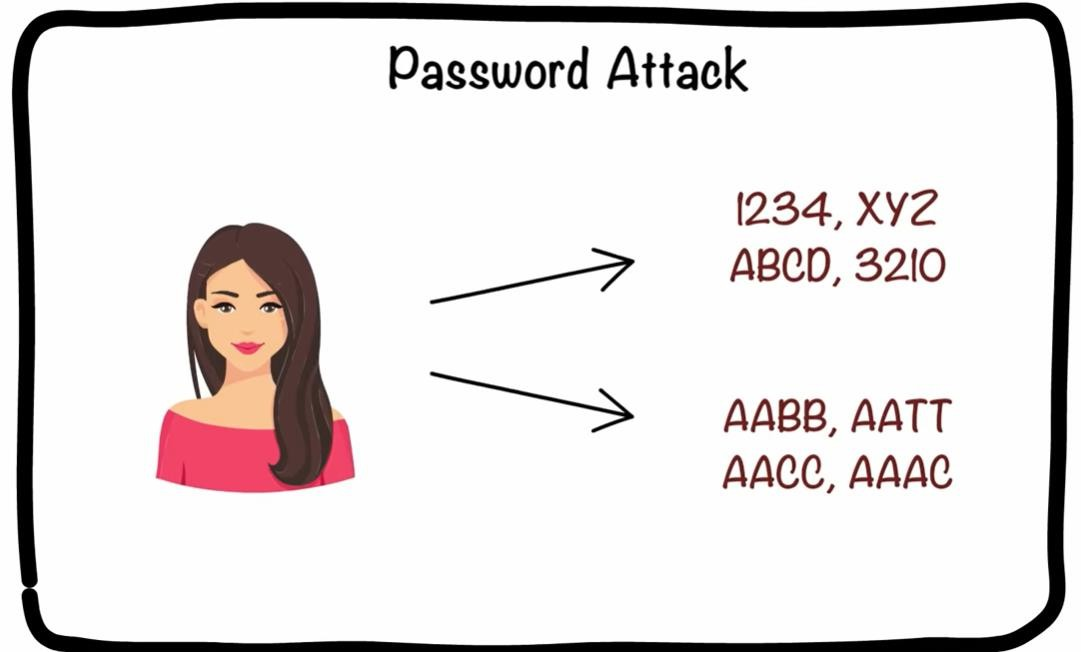 Password Attack
1234, XYZ
ABCD, 3210
AABB, AATT
AACC, AAAC